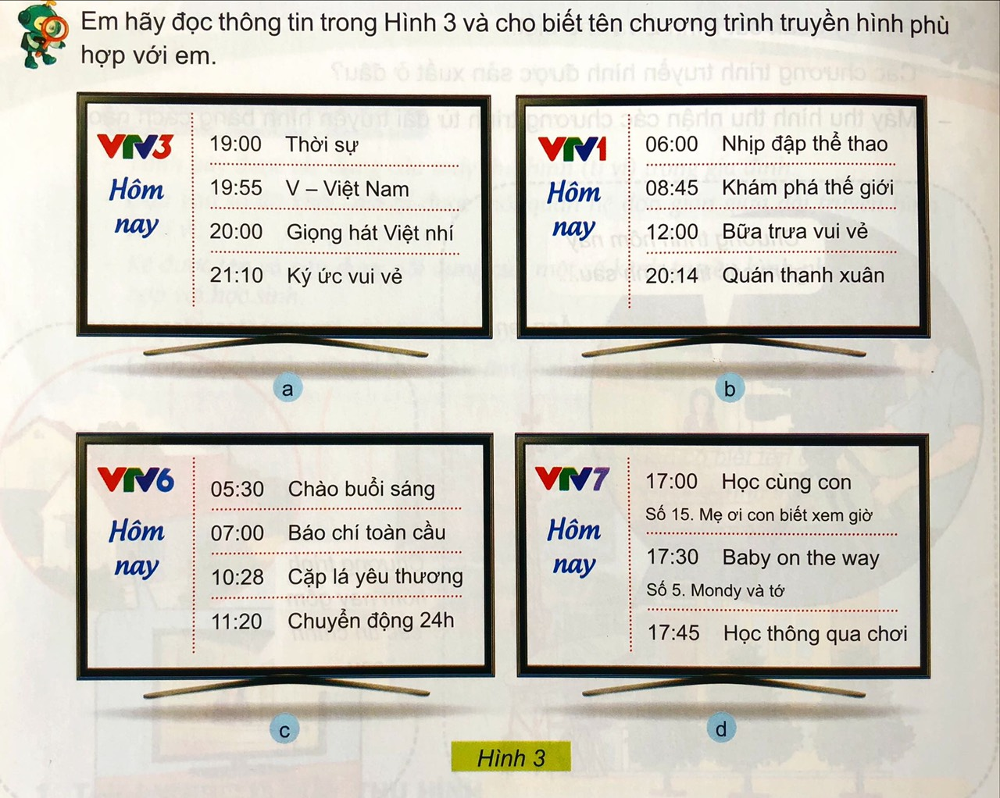 Em hãy đọc thông tin trong Hình 3 và cho biết tên chương trình truyền hình phù
hợp với em.
VTV3
Hôm
nay
19:00 Thời sự
19:55 V – Việt Nam
20:00 Giọng hát Việt nhí
21:10 Ký ức vui vẻ
a
VTV1
Hôm
nay
06:00 Nhịp đập thể thao
08:45 Khám phá thế giới
12:00 Bữa trưa vui vẻ
20:14 Quán thanh xuân
b
VTV6
Hôm
nay
05:30 Chào buổi sáng
07:00 Báo chí toàn cầu
10:28 Cặp lá yêu thương
11:20 Chuyển động 24h
c
VTV7
Hôm
nay
17:00 Học cùng con
Số 15. Mẹ ơi con biết xem giờ
17:30 Baby on the way
Số 5. Mondy và tớ
17:45 Học thông qua chơi
d
Hình 3